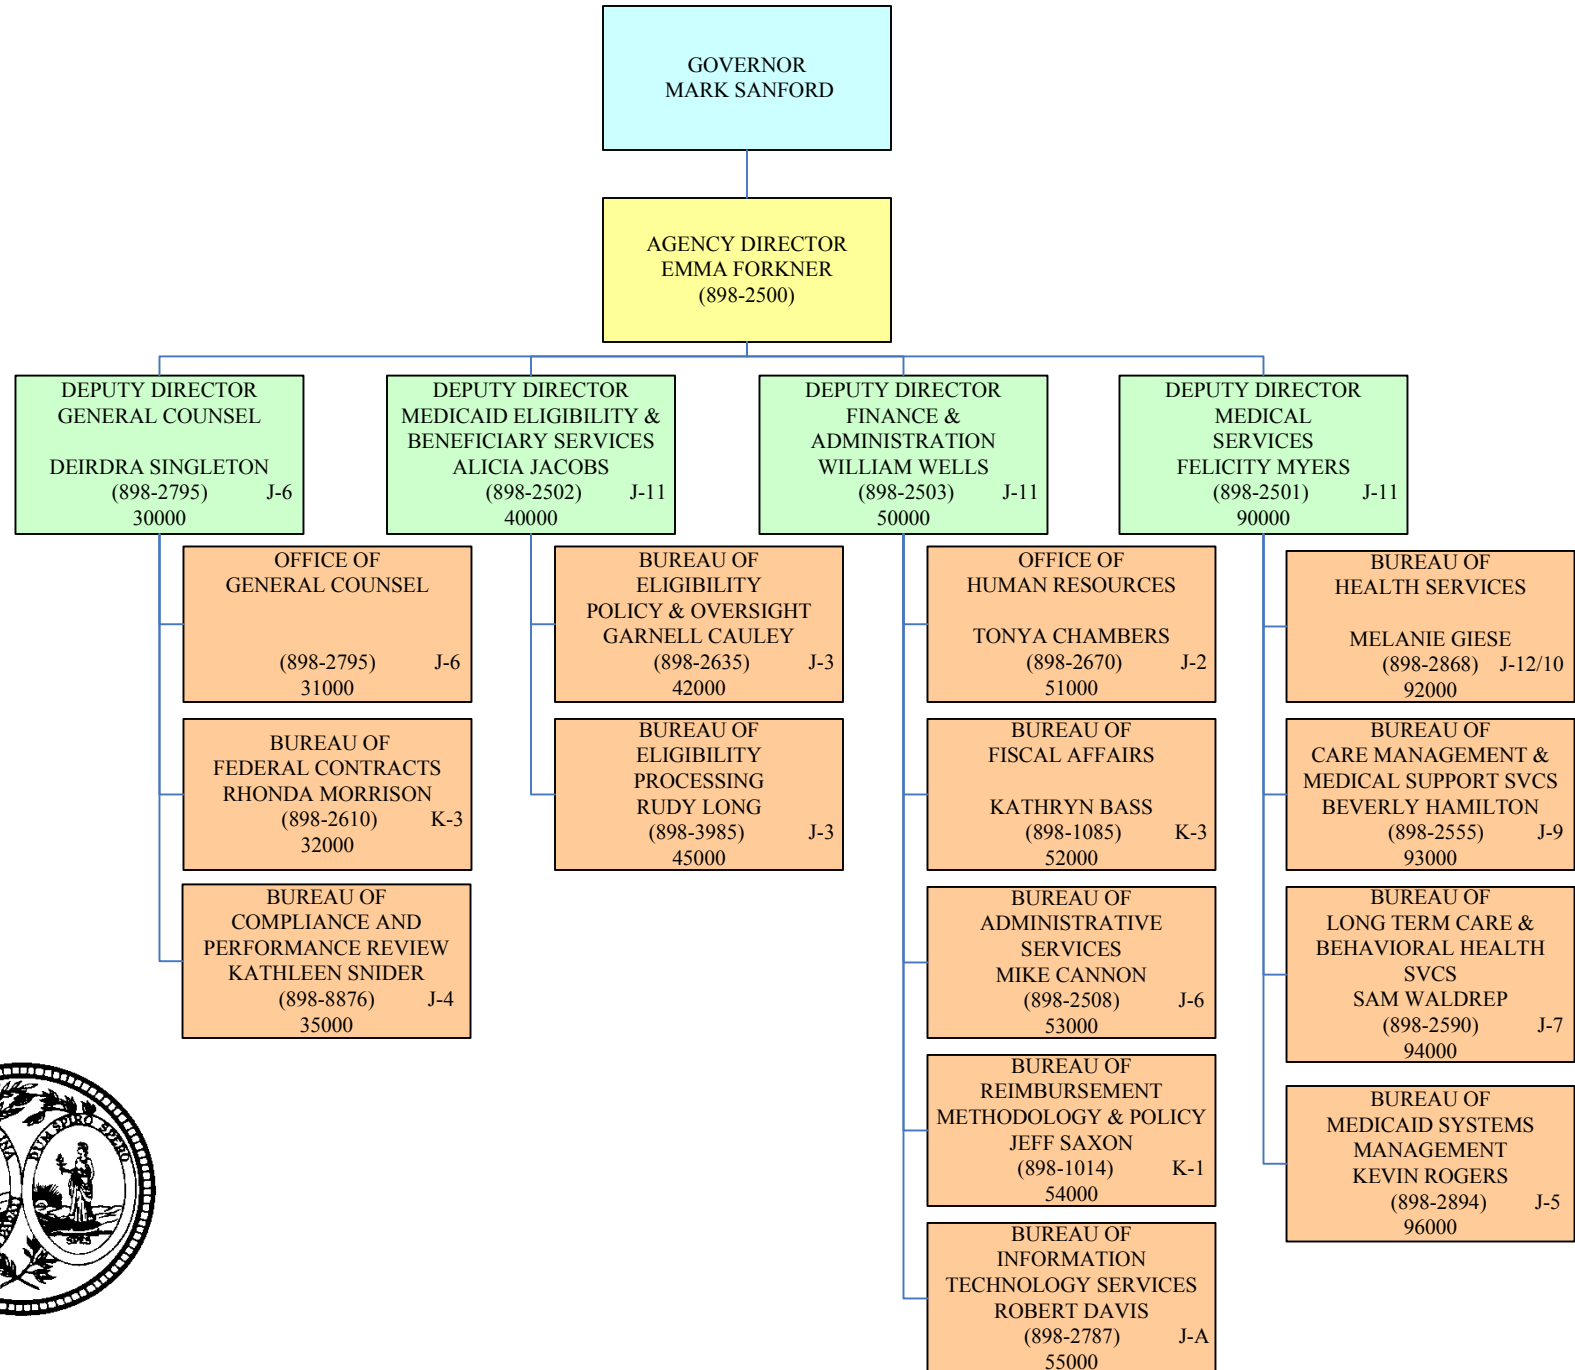 GOVERNOR
MARK SANFORD
AGENCY DIRECTOR
EMMA FORKNER
(898-2500)
DEPUTY DIRECTOR
GENERAL COUNSEL
DEIRDRA SINGLETON
(898-2795) J-6
30000
DEPUTY DIRECTOR
MEDICAID ELIGIBILITY &
BENEFICIARY SERVICES
ALICIA JACOBS
(898-2502) J-11
40000
DEPUTY DIRECTOR
FINANCE &
ADMINISTRATION
WILLIAM WELLS
(898-2503) J-11
50000
DEPUTY DIRECTOR
MEDICAL
SERVICES
FELICITY MYERS
(898-2501) J-11
90000
OFFICE OF
GENERAL COUNSEL
(898-2795) J-6
31000
BUREAU OF
FEDERAL CONTRACTS
RHONDA MORRISON
(898-2610) K-3
32000
BUREAU OF
COMPLIANCE AND
PERFORMANCE REVIEW
KATHLEEN SNIDER
(898-8876) J-4
35000
BUREAU OF
ELIGIBILITY
POLICY & OVERSIGHT
GARNELL CAULEY
(898-2635) J-3
42000
BUREAU OF
ELIGIBILITY
PROCESSING
RUDY LONG
(898-3985) J-3
45000
OFFICE OF
HUMAN RESOURCES
TONYA CHAMBERS
(898-2670) J-2
51000
BUREAU OF
FISCAL AFFAIRS
KATHRYN BASS
(898-1085) K-3
52000
BUREAU OF
ADMINISTRATIVE
SERVICES
MIKE CANNON
(898-2508) J-6
53000
BUREAU OF
REIMBURSEMENT
METHODOLOGY & POLICY
JEFF SAXON
(898-1014) K-1
54000
BUREAU OF
INFORMATION
TECHNOLOGY SERVICES
ROBERT DAVIS
(898-2787) J-A
55000
BUREAU OF
HEALTH SERVICES
MELANIE GIESE
(898-2868) J-12/10
92000
BUREAU OF
CARE MANAGEMENT &
MEDICAL SUPPORT SVCS
BEVERLY HAMILTON
(898-2555) J-9
93000
BUREAU OF
LONG TERM CARE &
BEHAVIORAL HEALTH
SVCS
SAM WALDREP
(898-2590) J-7
94000
BUREAU OF
MEDICAID SYSTEMS
MANAGEMENT
KEVIN ROGERS
(898-2894) J-5
96000
DUM SPIRO SPERO
SPES